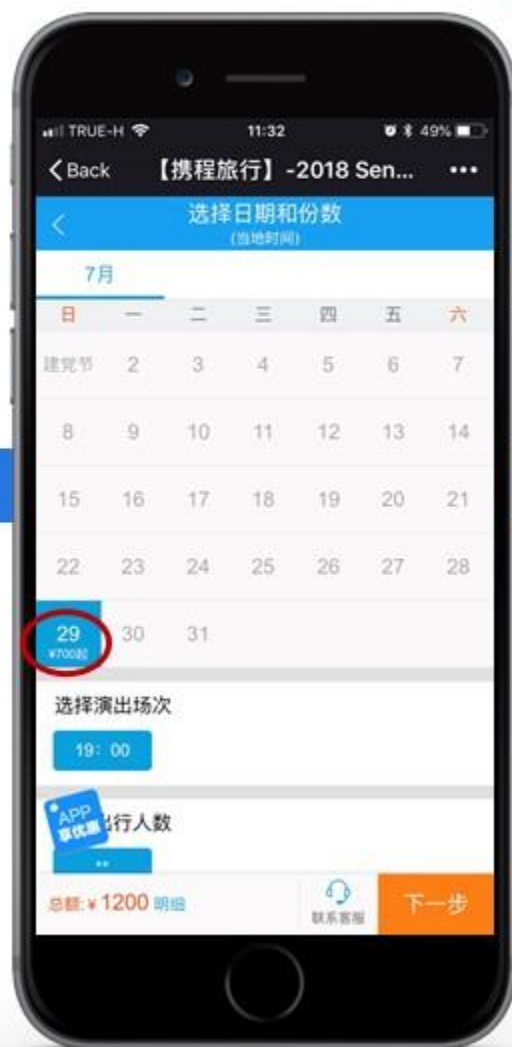 TRUE-H 11:32 49%
Back 【携程旅行】-2018 Sen... •••
选择日期和份数
(当地时间)
7月
日 一 二 三 四 五 六
建党节 2 3 4 5 6 7
8 9 10 11 12 13 14
15 16 17 18 19 20 21
22 23 24 25 26 27 28
29 30 31
¥700起
选择演出场次
19：00
APP
享优惠
出行人数
总额:¥1200 明细
联系客服
下一步